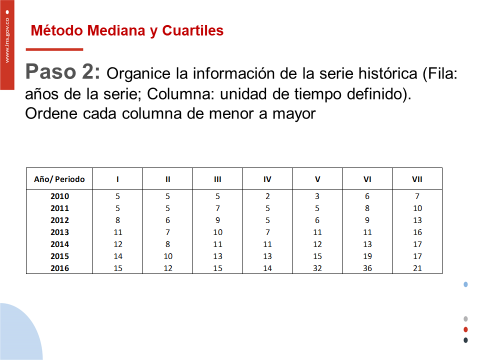 www.ins.gov.co
Método Mediana y Cuartiles
Paso 2: Organice la información de la serie histórica (Fila:
años de la serie; Columna: unidad de tiempo definido).
Ordene cada columna de menor a mayor
Año/ Periodo I II III IV V VI VII
2010 5 5 5 2 3 6 7
2011 5 5 7 5 5 8 10
2012 8 6 9 5 6 9 13
2013 11 7 10 7 11 11 16
2014 12 8 11 11 12 13 17
2015 14 10 13 13 15 19 17
2016 15 12 15 14 32 36 21